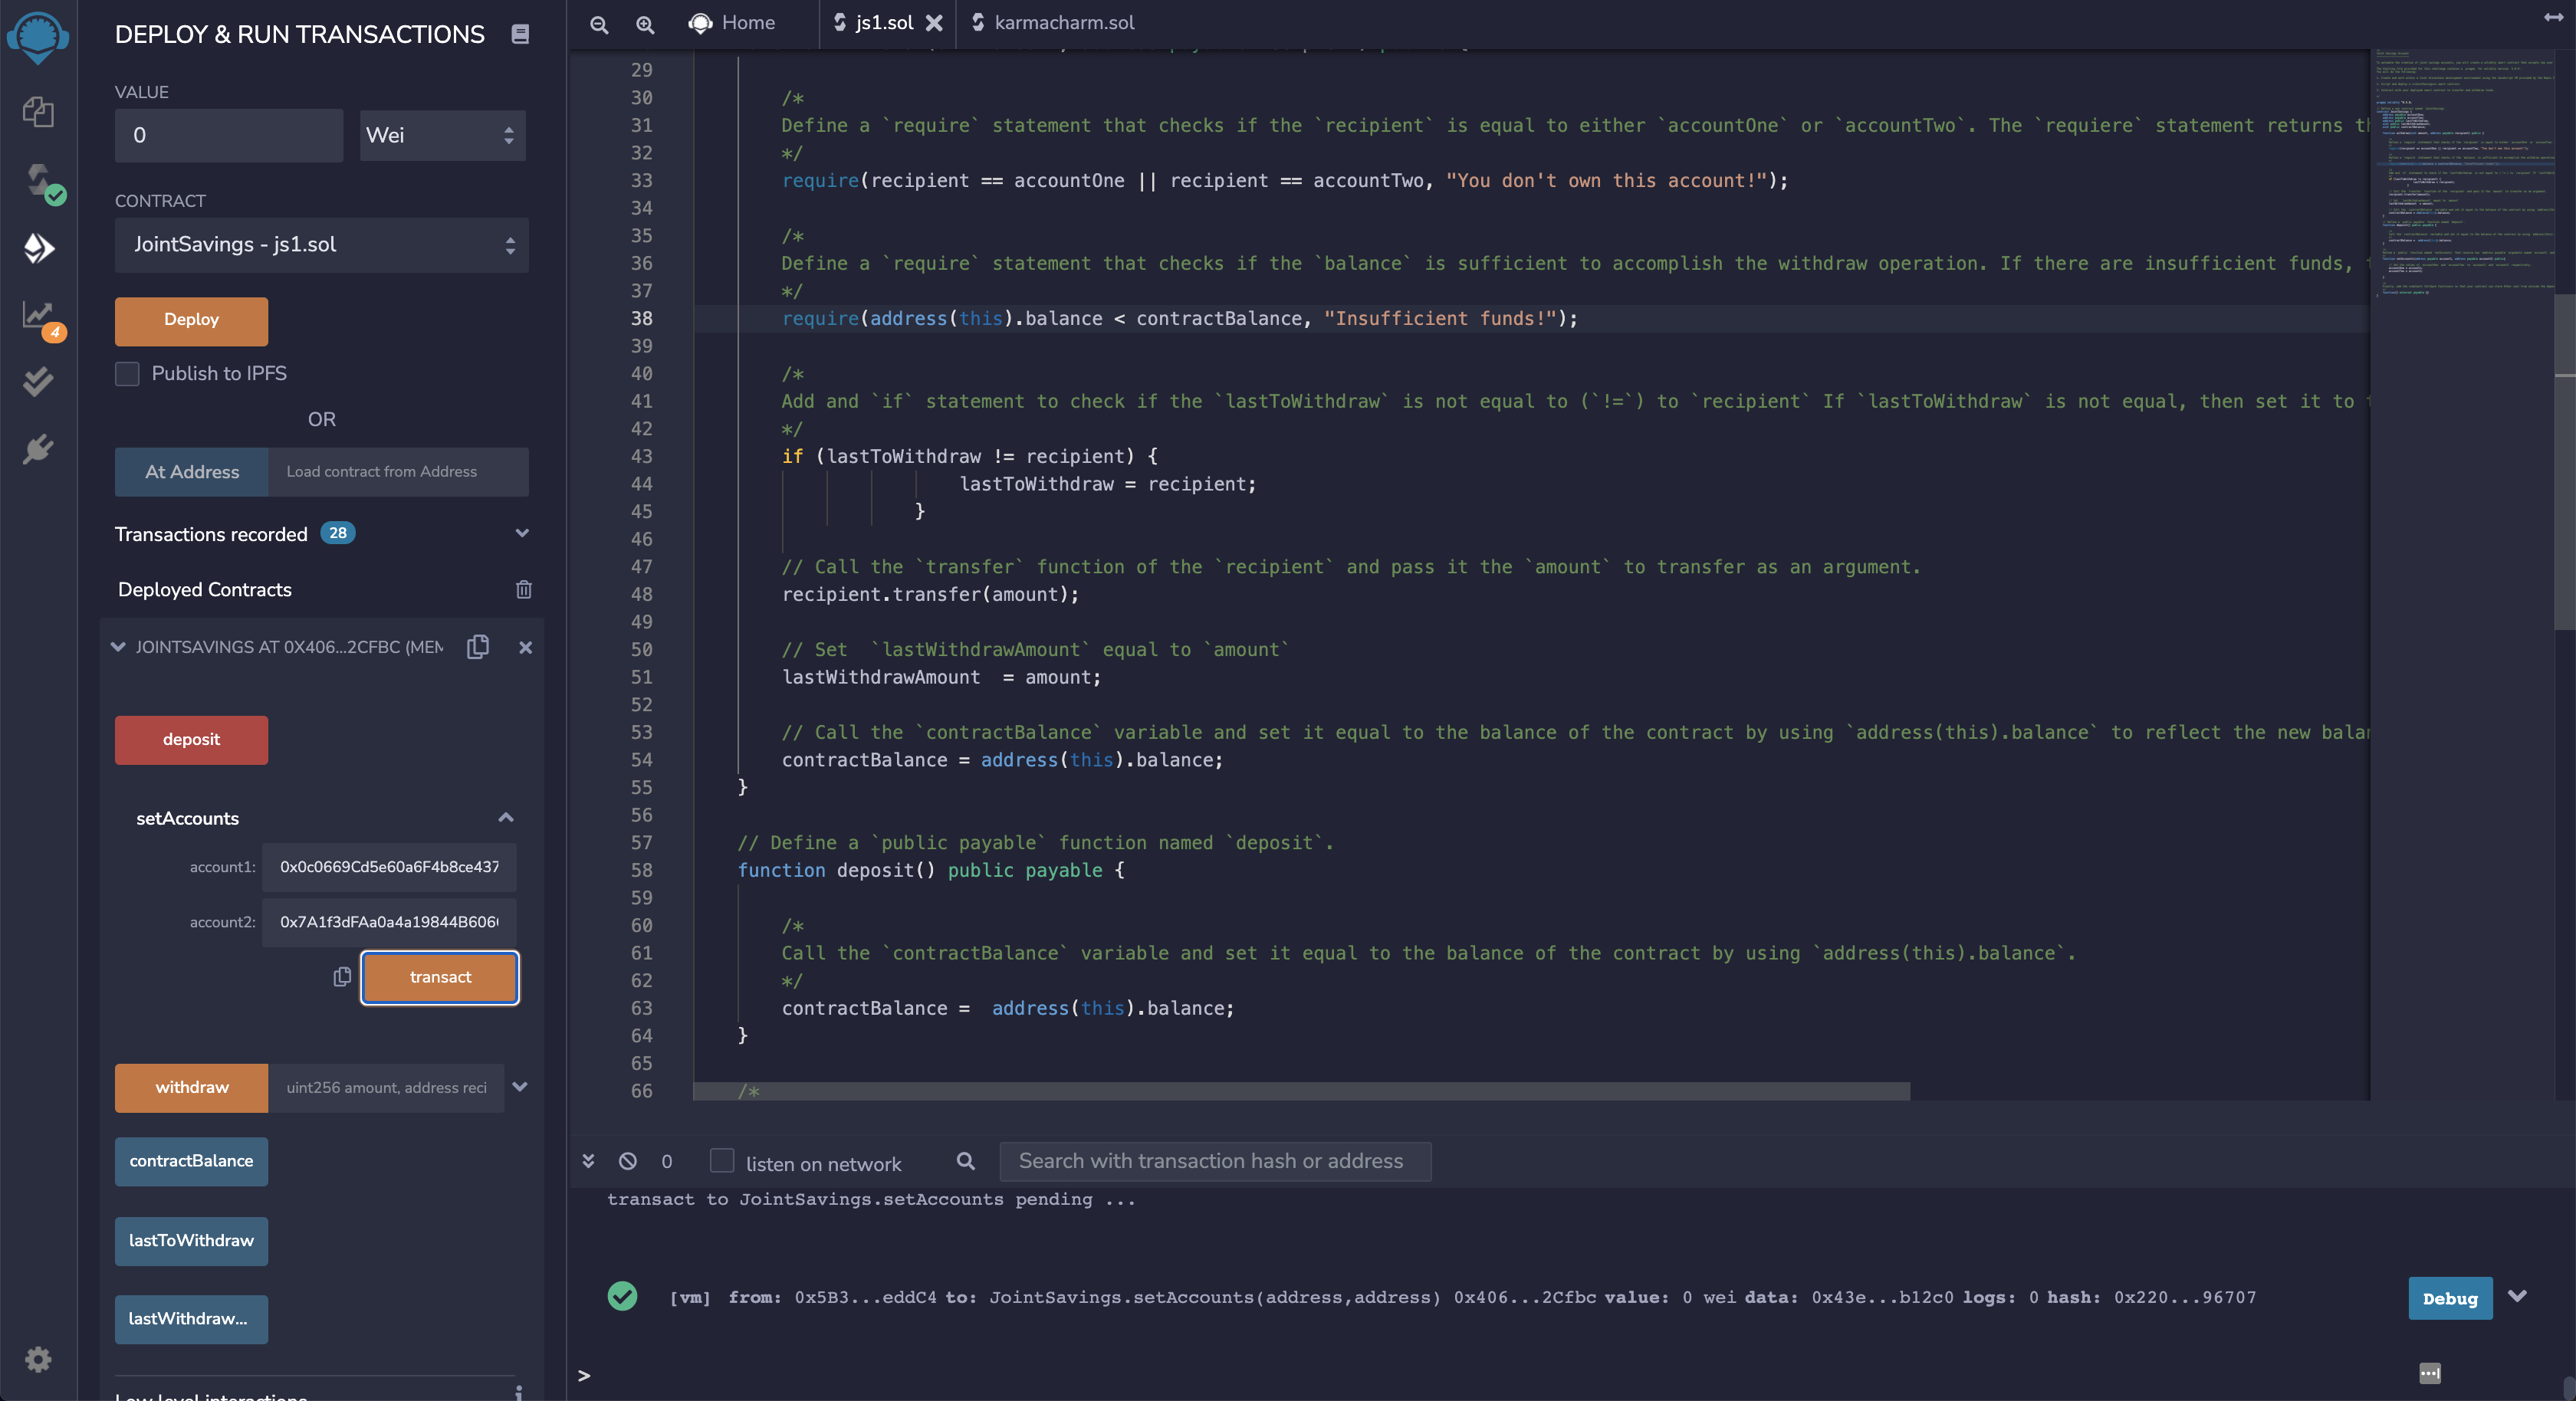 DEPLOY & RUN TRANSACTIONS
VALUE
0
Wei
CONTRACT
JointSavings - js1.sol
Deploy
Publish to IPFS
OR
At Address
Load contract from Address
Transactions recorded 28
Deployed Contracts
JOINTSAVINGS AT 0X406...2CFBC (MEM
deposit
setAccounts
account1: 0x0c0669Cd5e60a6F4b8ce437
account2: 0x7A1f3dFAa0a4a19844B606
transact
withdraw
uint256 amount, address reci
contractBalance
lastToWithdraw
lastWithdraw...
Low level interactions
4
Home
js1.sol
karmacharm.sol
29
30 /*
31 Define a `require` statement that checks if the `recipient` is equal to either `accountOne` or `accountTwo`. The `requiere` statement returns th
32 */
33 require(recipient == accountOne || recipient == accountTwo, "You don't own this account!");
34
35 /*
36 Define a `require` statement that checks if the `balance` is sufficient to accomplish the withdraw operation. If there are insufficient funds,
37 */
38 require(address(this).balance < contractBalance, "Insufficient funds!");
39
40 /*
41 Add and `if` statement to check if the `lastToWithdraw` is not equal to (`!=`) to `recipient` If `lastToWithdraw` is not equal, then set it to
42 */
43 if (lastToWithdraw != recipient) {
44 lastToWithdraw = recipient;
45 }
46
47 // Call the `transfer` function of the `recipient` and pass it the `amount` to transfer as an argument.
48 recipient.transfer(amount);
49
50 // Set  `lastWithdrawAmount` equal to `amount`
51 lastWithdrawAmount  = amount;
52
53 // Call the `contractBalance` variable and set it equal to the balance of the contract by using `address(this).balance` to reflect the new balan
54 contractBalance = address(this).balance;
55 }
56
57 // Define a `public payable` function named `deposit`.
58 function deposit() public payable {
59
60 /*
61 Call the `contractBalance` variable and set it equal to the balance of the contract by using `address(this).balance`.
62 */
63 contractBalance =  address(this).balance;
64 }
65
66 /*
0
listen on network
Search with transaction hash or address
transact to JointSavings.setAccounts pending ...
[vm] from: 0x5B3...eddC4 to: JointSavings.setAccounts(address,address) 0x406...2Cfbc value: 0 wei data: 0x43e...b12c0 logs: 0 hash: 0x220...96707
Debug
>